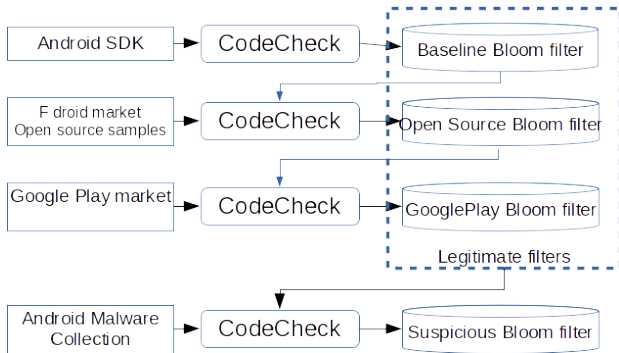 Android SDK
CodeCheck
Baseline Bloom filter
F droid market
Open source samples
CodeCheck
Open Source Bloom filter
Google Play market
CodeCheck
GooglePlay Bloom filter
Legitimate filters
Android Malware
Collection
CodeCheck
Suspicious Bloom filter